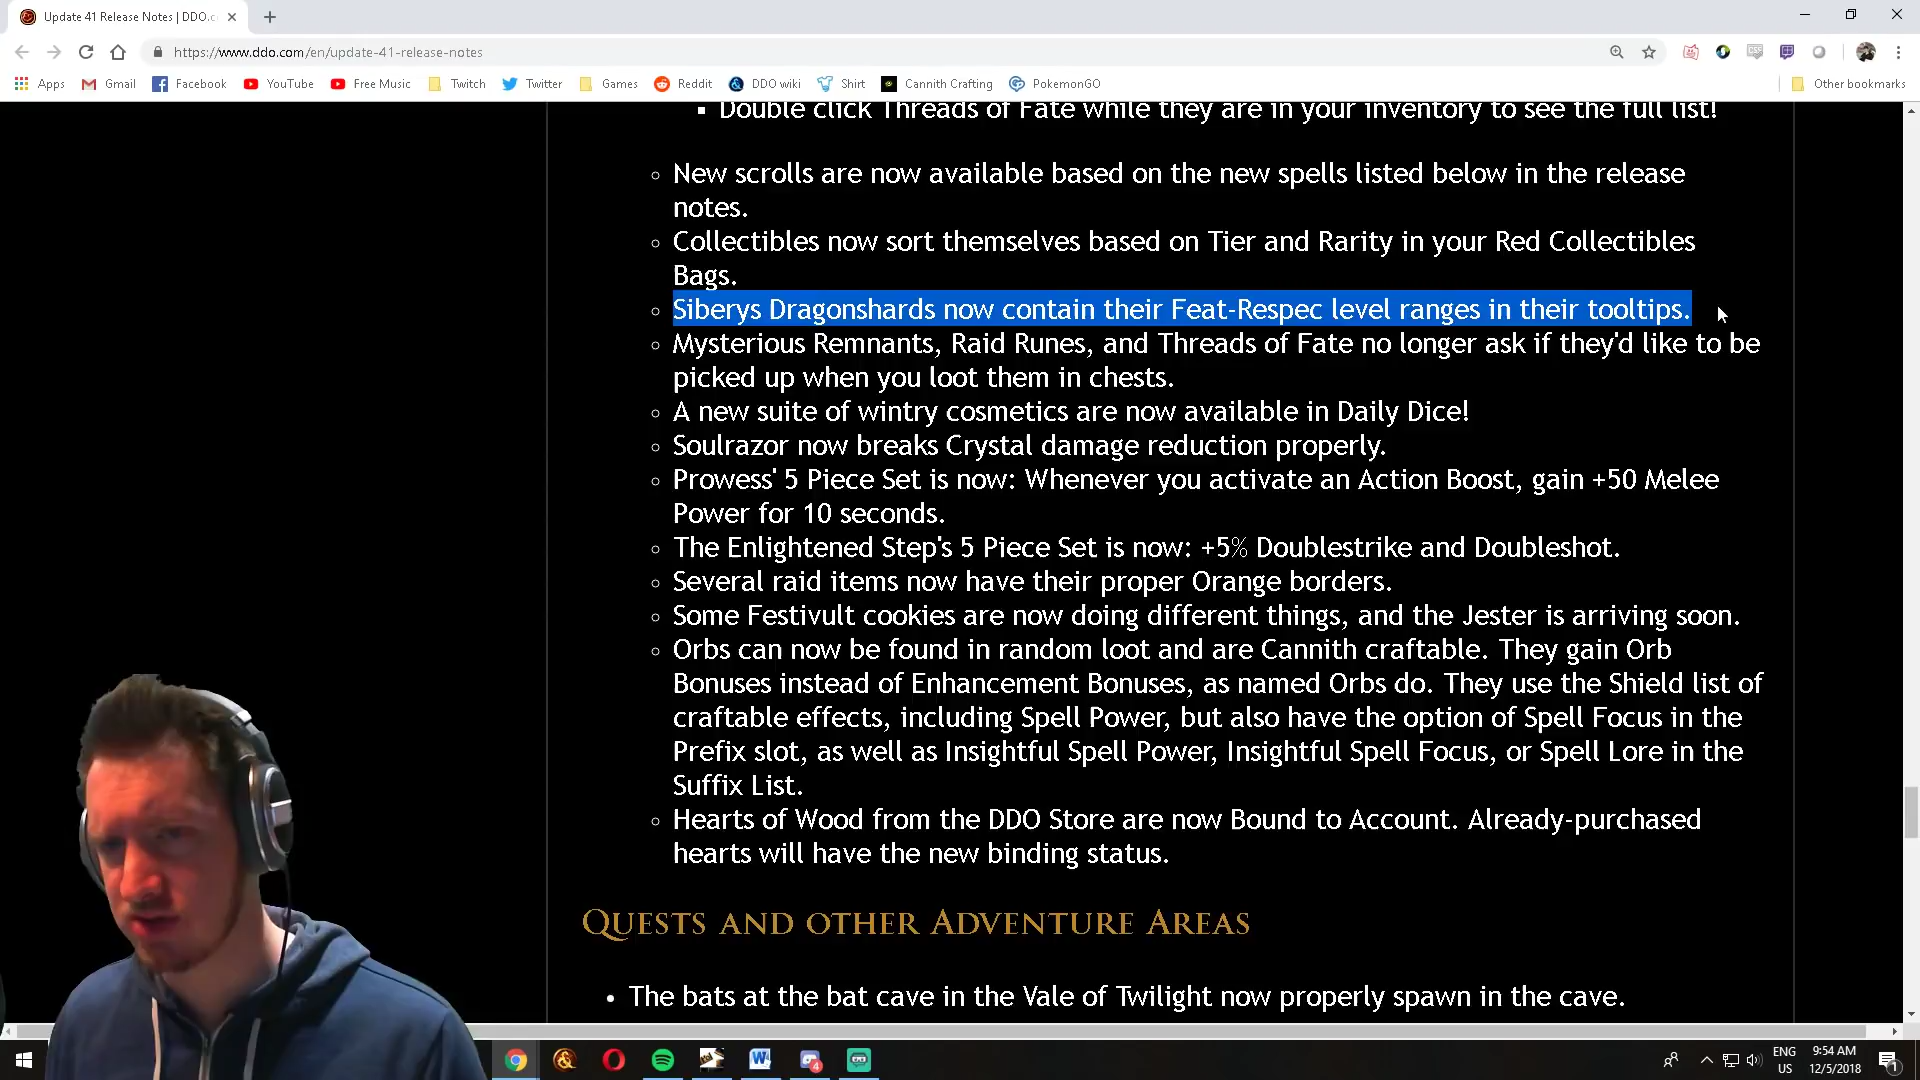 Update 41 Release Notes | DDO.c
https://www.ddo.com/en/update-41-release-notes
Apps Gmail Facebook YouTube Free Music Twitch Twitter Games Reddit DDO wiki Shirt Cannith Crafting PokemonGO Other bookmarks
Double click Threads of Fate while they are in your inventory to see the full list!
New scrolls are now available based on the new spells listed below in the release
notes.
Collectibles now sort themselves based on Tier and Rarity in your Red Collectibles
Bags.
Siberys Dragonshards now contain their Feat-Respec level ranges in their tooltips.
Mysterious Remnants, Raid Runes, and Threads of Fate no longer ask if they'd like to be
picked up when you loot them in chests.
A new suite of wintry cosmetics are now available in Daily Dice!
Soulrazor now breaks Crystal damage reduction properly.
Prowess' 5 Piece Set is now: Whenever you activate an Action Boost, gain +50 Melee
Power for 10 seconds.
The Enlightened Step's 5 Piece Set is now: +5% Doublestrike and Doubleshot.
Several raid items now have their proper Orange borders.
Some Festivult cookies are now doing different things, and the Jester is arriving soon.
Orbs can now be found in random loot and are Cannith craftable. They gain Orb
Bonuses instead of Enhancement Bonuses, as named Orbs do. They use the Shield list of
craftable effects, including Spell Power, but also have the option of Spell Focus in the
Prefix slot, as well as Insightful Spell Power, Insightful Spell Focus, or Spell Lore in the
Suffix List.
Hearts of Wood from the DDO Store are now Bound to Account. Already-purchased
hearts will have the new binding status.
Quests and other Adventure Areas
The bats at the bat cave in the Vale of Twilight now properly spawn in the cave.
ENG 9:54 AM
US 12/5/2018